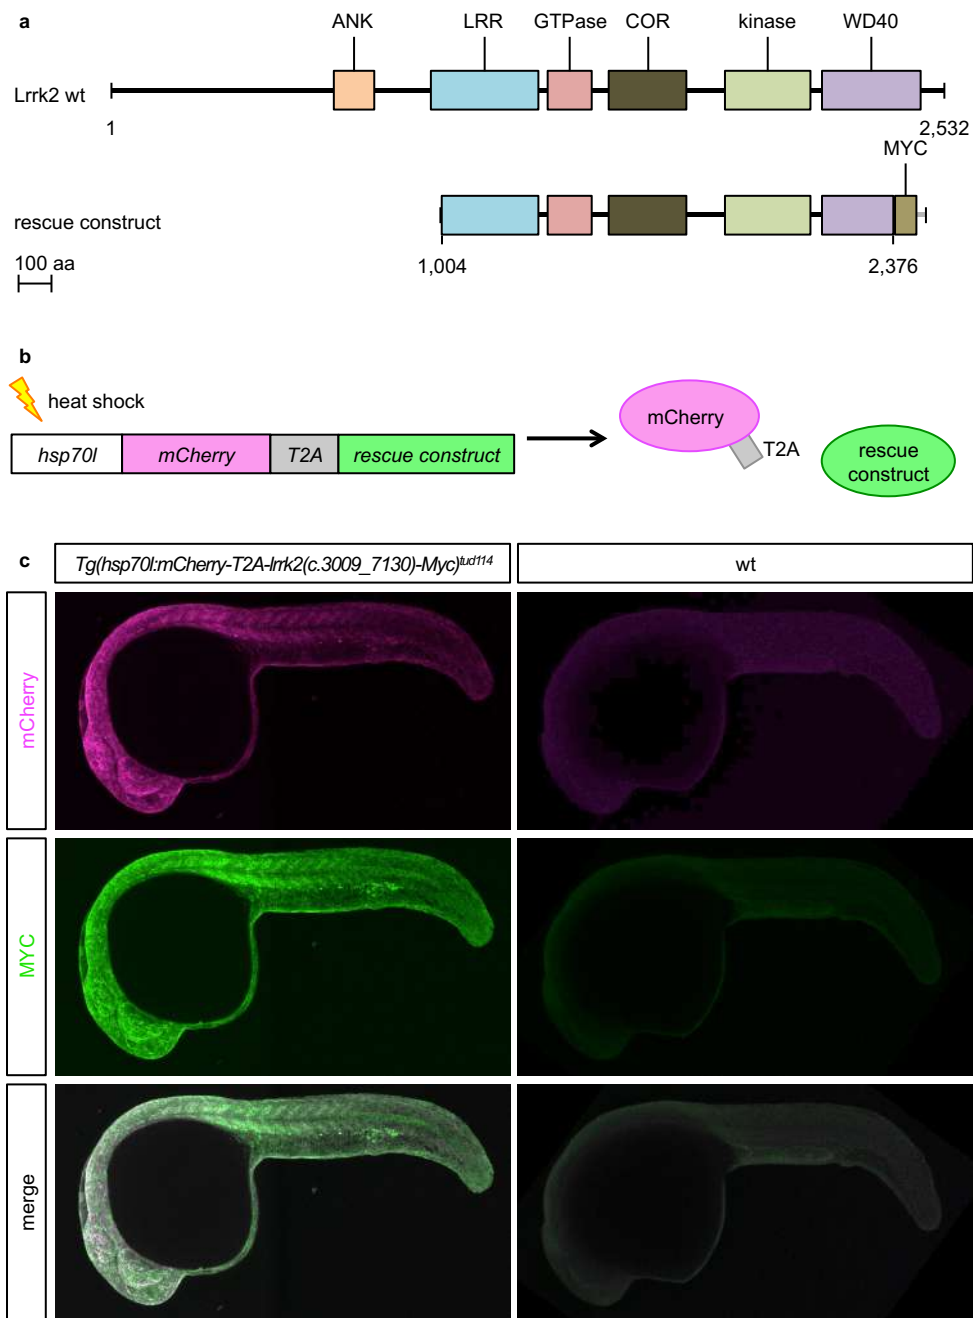 a
ANK LRR GTPase COR kinase WD40
Lrrk2 wt
1 2,532
MYC
rescue construct
1,004 2,376
100 aa
b
heat shock
hsp70l mCherry T2A rescue construct
mCherry
T2A
rescue
construct
c
Tg(hsp70l:mCherry-T2A-lrrk2(c.3009_7130)-Myc)tud114
wt
mCherry
MYC
merge